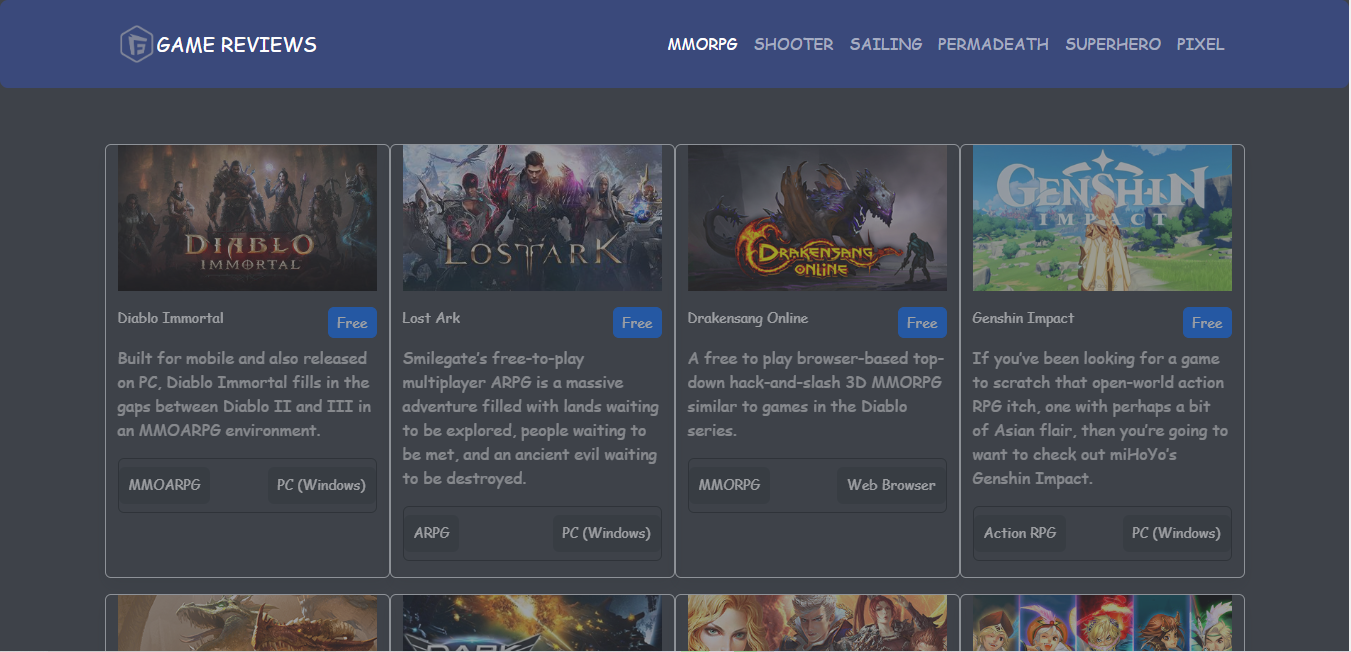 GAME REVIEWS
MMORPG SHOOTER SAILING PERMADEATH SUPERHERO PIXEL
DIABLO
IMMORTAL
LOST ARK
DRAKENSANG
ONLINE
GENSHIN
IMPACT
Diablo Immortal
Free
Built for mobile and also released
on PC, Diablo Immortal fills in the
gaps between Diablo II and III in
an MMOARPG environment.
MMOARPG
PC (Windows)
Lost Ark
Free
Smilegate's free-to-play
multiplayer ARPG is a massive
adventure filled with lands waiting
to be explored, people waiting to
be met, and an ancient evil waiting
to be destroyed.
ARPG
PC (Windows)
Drakensang Online
Free
A free to play browser-based top-
down hack-and-slash 3D MMORPG
similar to games in the Diablo
series.
MMORPG
Web Browser
Genshin Impact
Free
If you've been looking for a game
to scratch that open-world action
RPG itch, one with perhaps a bit
of Asian flair, then you're going to
want to check out miHoYo's
Genshin Impact.
Action RPG
PC (Windows)
DARK